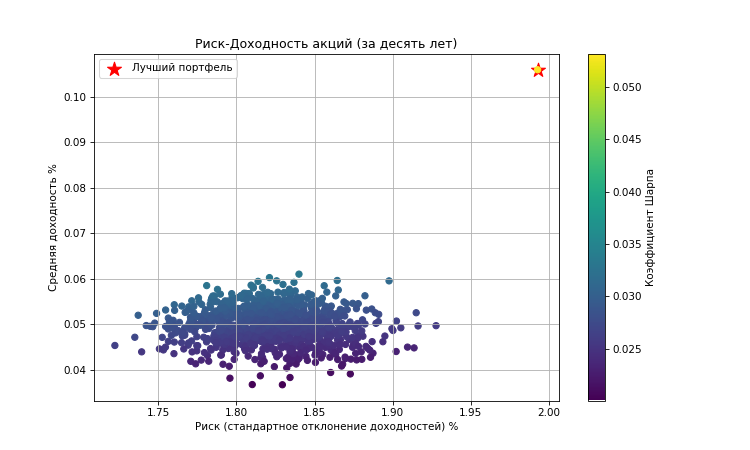 Риск-Доходность акций (за десять лет)
Лучший портфель
Средняя доходность %
0.10
0.09
0.08
0.07
0.06
0.05
0.04
1.75 1.80 1.85 1.90 1.95 2.00
Риск (стандартное отклонение доходностей) %
0.050
0.045
0.040
0.035
0.030
0.025
Коэффициент Шарпа